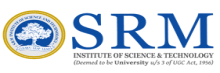 SRM
INSTITUTE OF SCIENCE & TECHNOLOGY
(Deemed to be University u/s 3 of UGC Act, 1956)